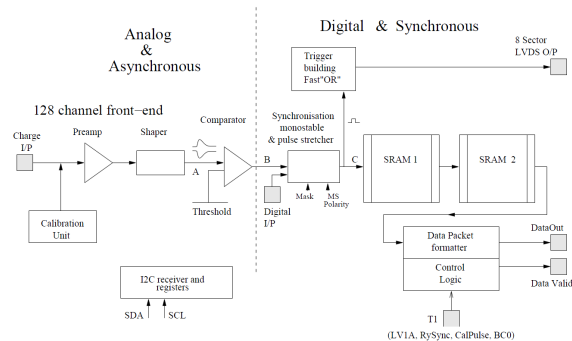 Analog
&
Asynchronous
Digital & Synchronous
8 Sector
LVDS O/P
Trigger
building
Fast"OR"
128 channel front−end
Charge
I/P
Preamp
Shaper
Comparator
Synchronisation
monostable
& pulse stretcher
A
B
C
SRAM 1
SRAM 2
Threshold
Digital
I/P
Mask
MS
Polarity
Calibration
Unit
Data Packet
formatter
DataOut
Control
Logic
Data Valid
I2C receiver and
registers
SDA
SCL
T1
(LV1A, RySync, CalPulse, BC0)